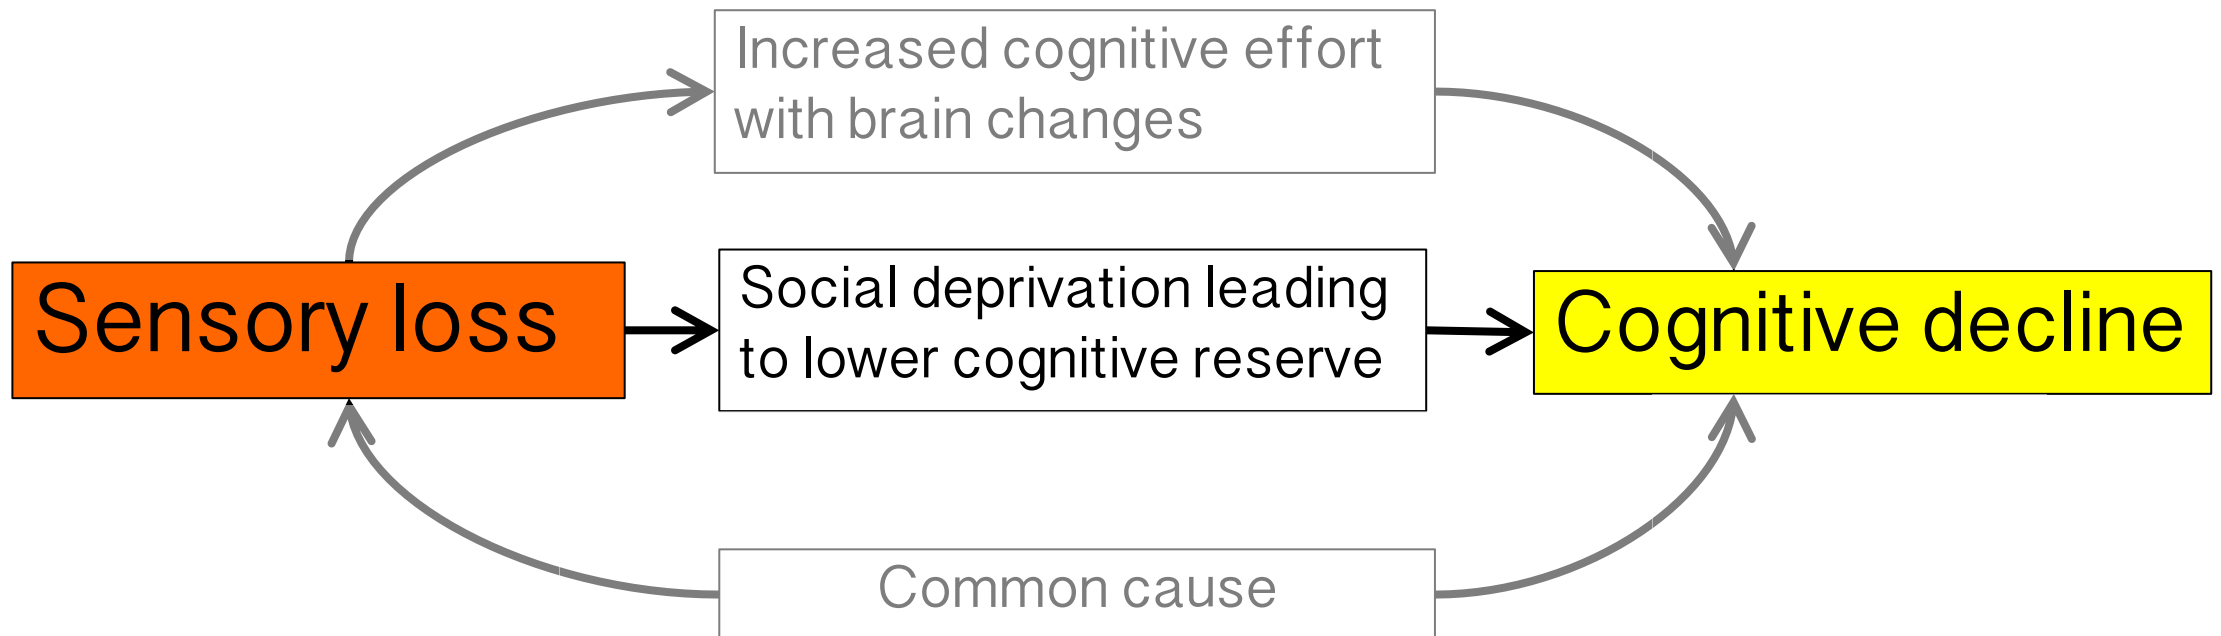 Increased cognitive effort
with brain changes
Sensory loss
Social deprivation leading
to lower cognitive reserve
Cognitive decline
Common cause